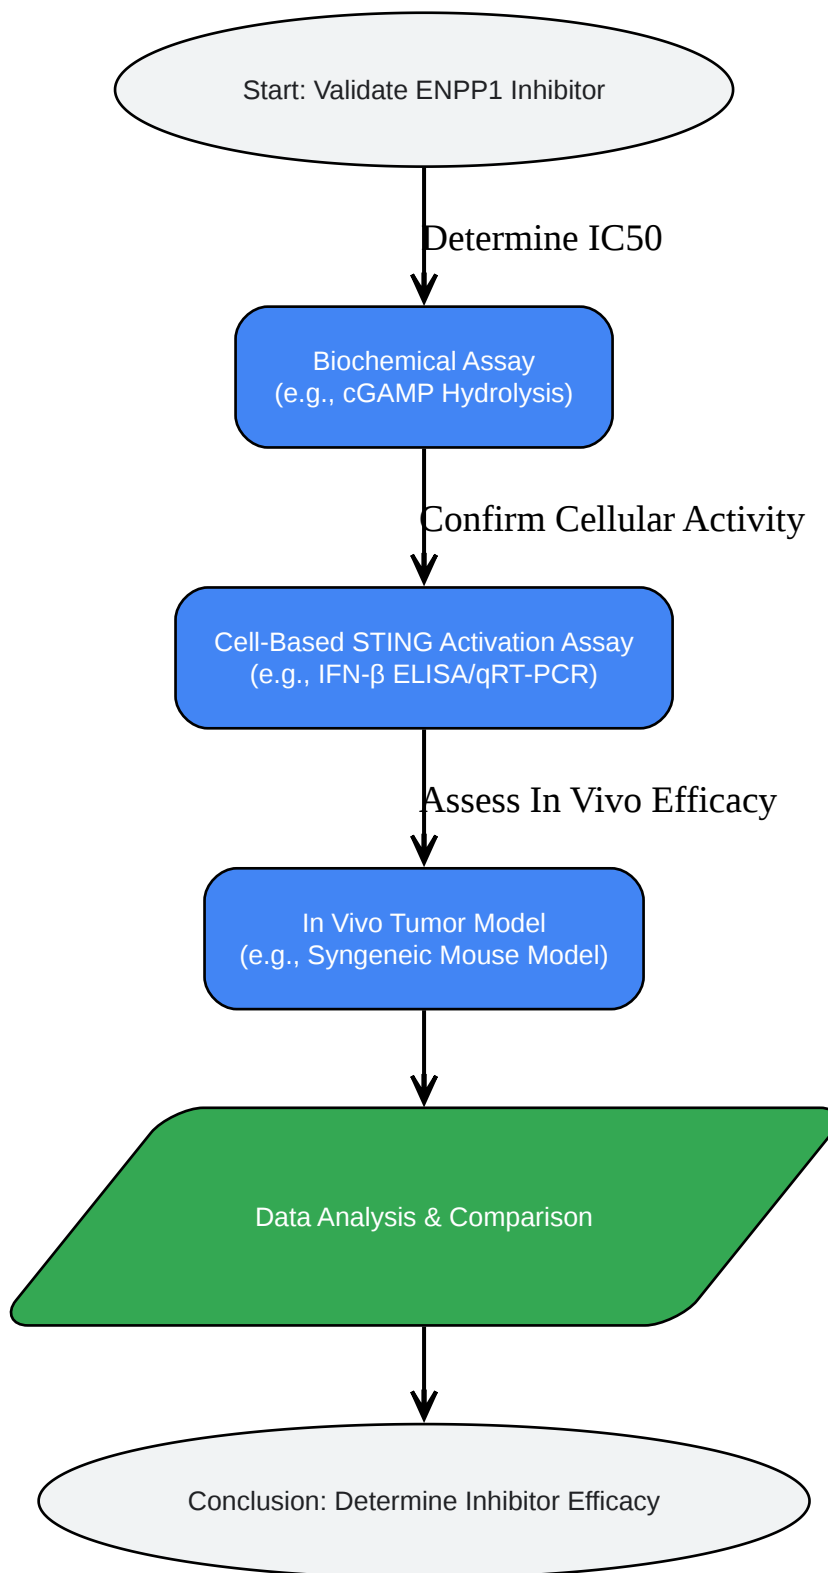 Start: Validate ENPP1 Inhibitor
Determine IC50
Biochemical Assay
(e.g., cGAMP Hydrolysis)
Confirm Cellular Activity
Cell-Based STING Activation Assay
(e.g., IFN-β ELISA/qRT-PCR)
Assess In Vivo Efficacy
In Vivo Tumor Model
(e.g., Syngeneic Mouse Model)
Data Analysis & Comparison
Conclusion: Determine Inhibitor Efficacy